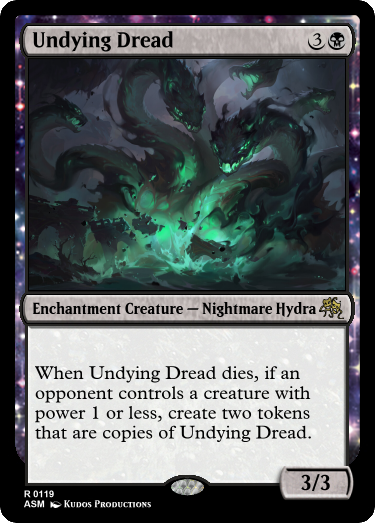 Undying Dread 3
Enchantment Creature — Nightmare Hydra
When Undying Dread dies, if an
opponent controls a creature with
power 1 or less, create two tokens
that are copies of Undying Dread.
3/3
R 0119
ASM Kudos Productions